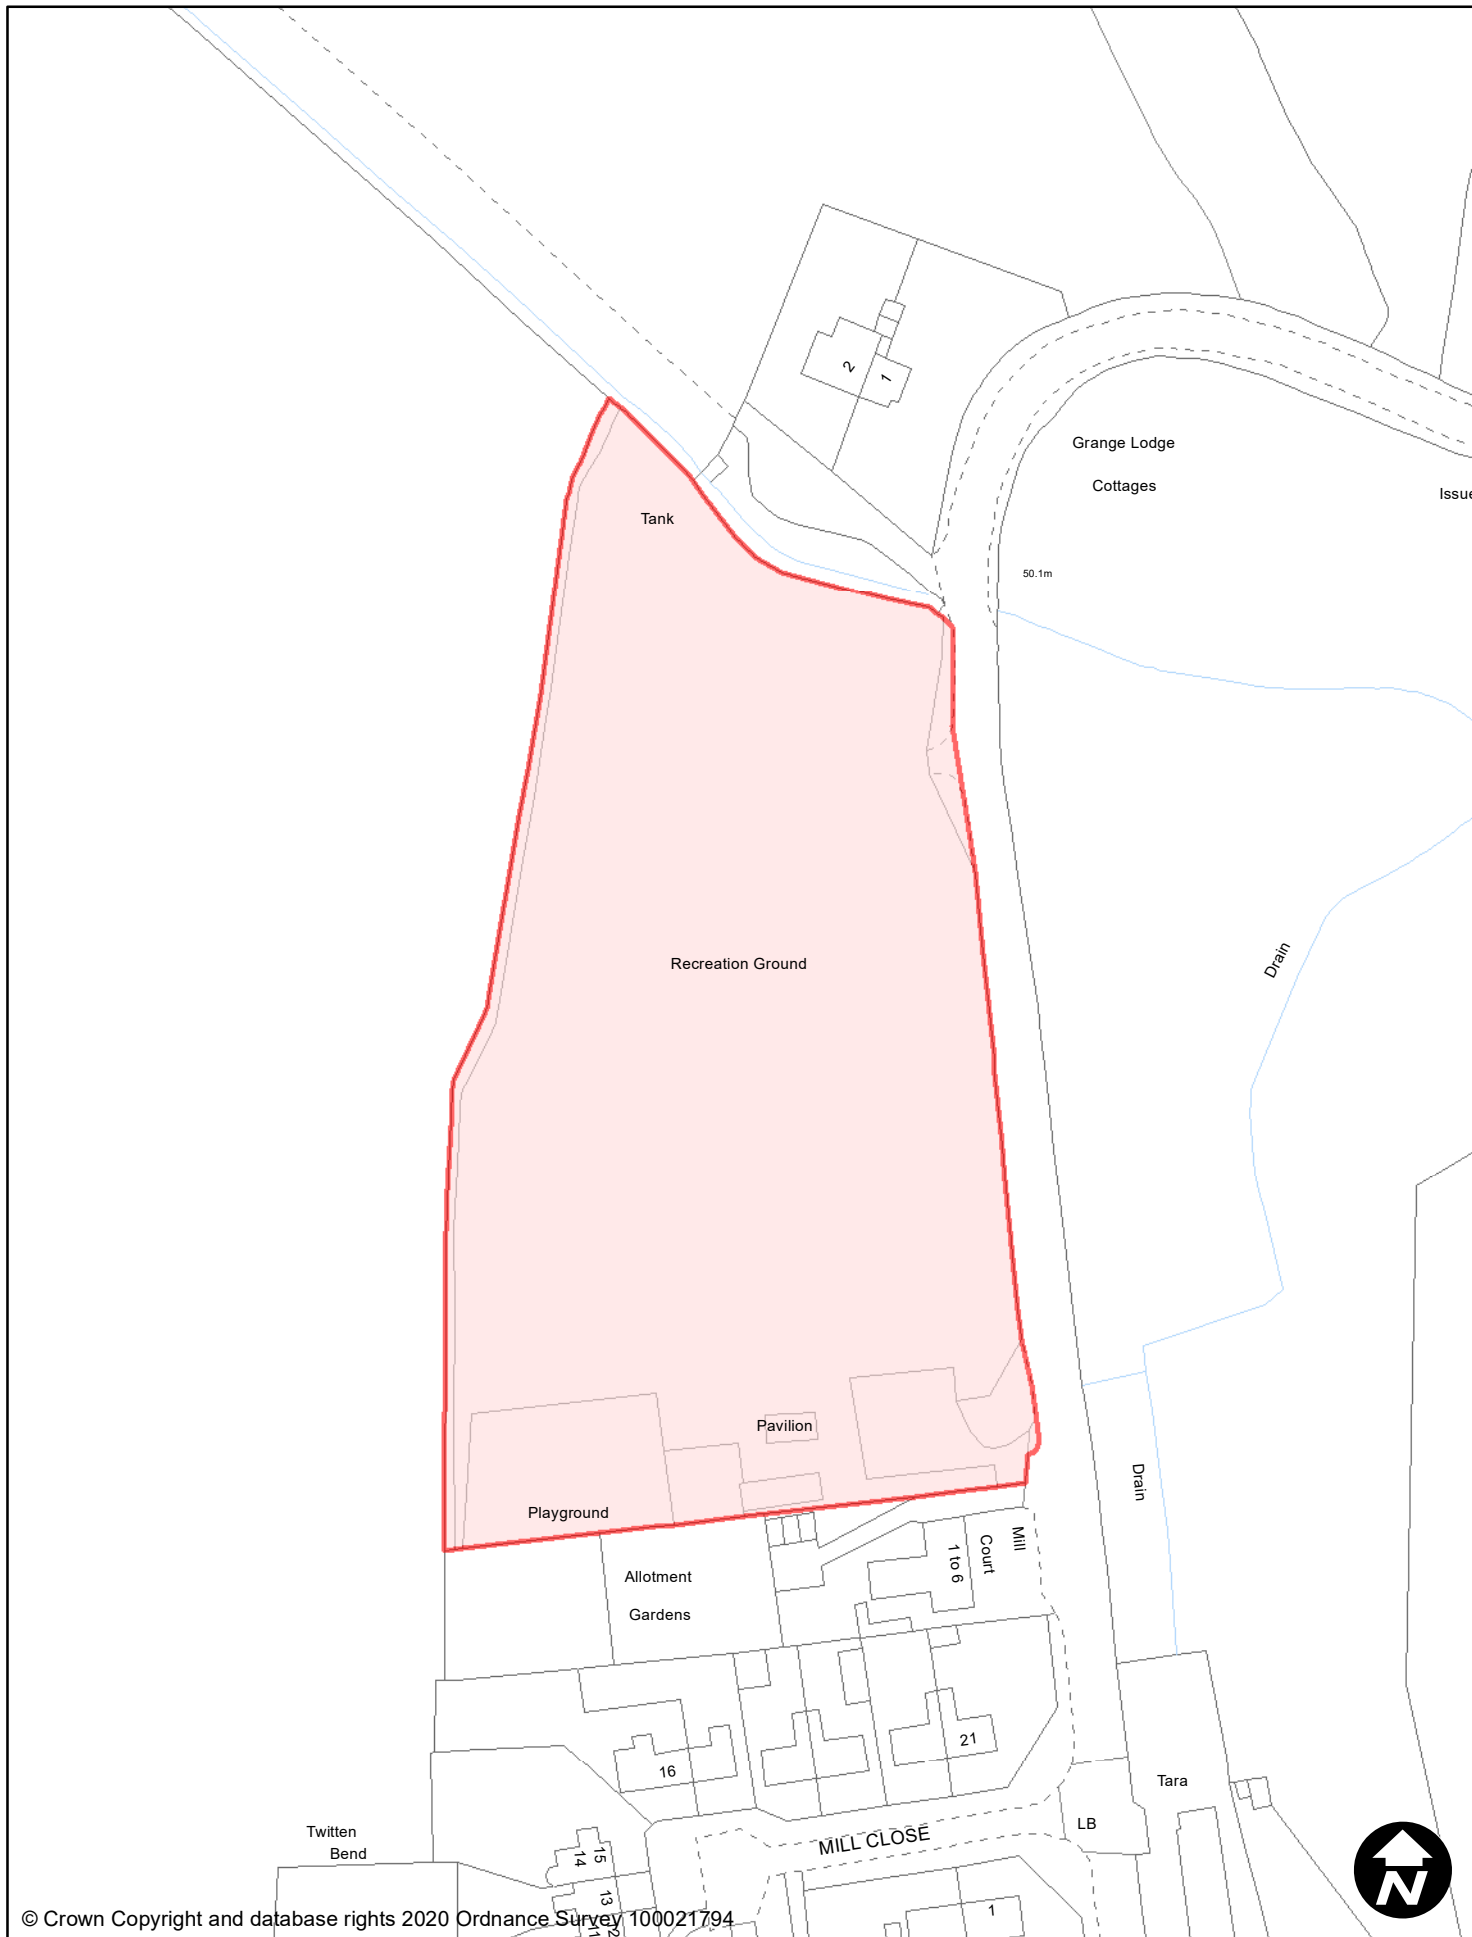 2
1
Grange Lodge
Cottages
Issue
Tank
50.1m
Recreation Ground
Drain
Pavilion
Drain
Playground
Mill
Court
1 to 6
Allotment
Gardens
21
16
Tara
LB
Twitten
Bend
MILL CLOSE
15
14
13
1
© Crown Copyright and database rights 2020 Ordnance Survey 100021794
N